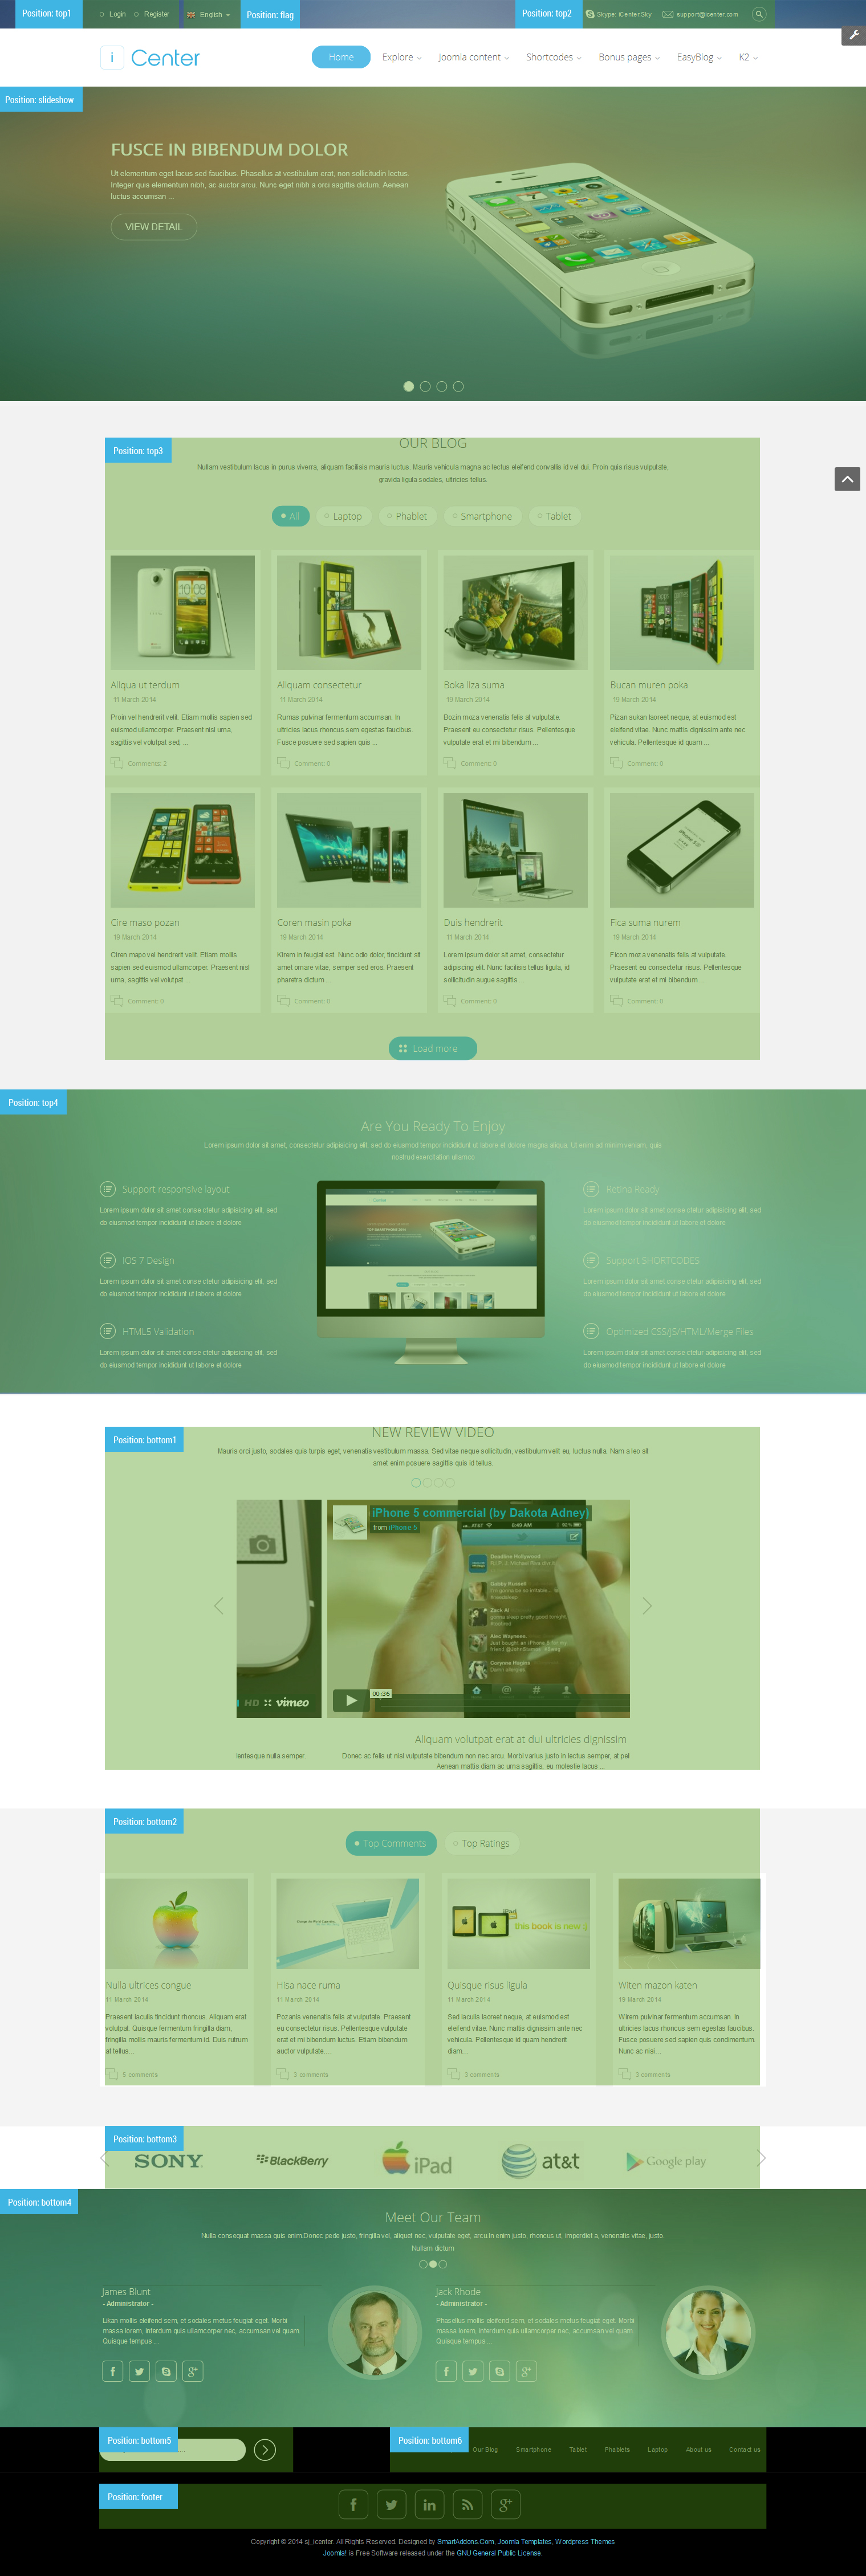 Position: top1
Login
Register
English
Position: flag
Position: top2
Skype: iCenter.Sky
support@icenter.com
i Center
Home
Explore
Joomla content
Shortcodes
Bonus pages
EasyBlog
K2
Position: slideshow
FUSCE IN BIBENDUM DOLOR
Ut elementum eget lacus sed faucibus. Phasellus at vestibulum erat, non sollicitudin lectus.
Integer quis elementum nibh, ac auctor arcu. Nunc eget nibh a orci sagittis dictum. Aenean
luctus accumsan ...
VIEW DETAIL
Position: top3
OUR BLOG
Nullam vestibulum lacus in purus viverra, aliquam facilisis mauris luctus. Mauris vehicula magna ac lectus eleifend convallis id vel dui. Proin quis risus vulputate,
gravida ligula sodales, ultricies tellus.
All
Laptop
Phablet
Smartphone
Tablet
Aliqua ut terdum
11 March 2014
Proin vel hendrerit velit. Etiam mollis sapien sed
euismod ullamcorper. Praesent nisl urna,
sagittis vel volutpat sed, ...
Comments: 2
Aliquam consectetur
11 March 2014
Rumas pulvinar fermentum accumsan. In
ultricies lacus rhoncus sem egestas faucibus.
Fusce posuere sed sapien quis ...
Comment: 0
Boka liza suma
19 March 2014
Bozin moza venenatis felis at vulputate.
Praesent eu consectetur risus. Pellentesque
vulputate erat et mi bibendum ...
Comment: 0
Bucan muren poka
19 March 2014
Pizan sukan laoreet neque, at euismod est
eleifend vitae. Nunc mattis dignissim ante nec
vehicula. Pellentesque id quam ...
Comment: 0
Cire maso pozan
19 March 2014
Ciren mapo vel hendrerit velit. Etiam mollis
sapien sed euismod ullamcorper. Praesent nisl
urna, sagittis vel volutpat ...
Comment: 0
Coren masin poka
19 March 2014
Kirem in feugiat est. Nunc odio dolor, tincidunt sit
amet ornare vitae, semper sed eros. Praesent
pharetra dictum ...
Comment: 0
Duis hendrerit
11 March 2014
Lorem ipsum dolor sit amet, consectetur
adipiscing elit. Nunc facilisis tellus ligula, id
sollicitudin augue sagittis ...
Comment: 0
Fica suma nurem
19 March 2014
Ficon moza venenatis felis at vulputate.
Praesent eu consectetur risus. Pellentesque
vulputate erat et mi bibendum ...
Comment: 0
Load more
Position: top4
Are You Ready To Enjoy
Lorem ipsum dolor sit amet, consectetur adipisicing elit, sed do eiusmod tempor incididunt ut labore et dolore magna aliqua. Ut enim ad minim veniam, quis
nostrud exercitation ullamco
Support responsive layout
Lorem ipsum dolor sit amet conse ctetur adipisicing elit, sed
do eiusmod tempor incididunt ut labore et dolore
IOS 7 Design
Lorem ipsum dolor sit amet conse ctetur adipisicing elit, sed
do eiusmod tempor incididunt ut labore et dolore
HTML5 Validation
Lorem ipsum dolor sit amet conse ctetur adipisicing elit, sed
do eiusmod tempor incididunt ut labore et dolore
Retina Ready
Lorem ipsum dolor sit amet conse ctetur adipisicing elit, sed
do eiusmod tempor incididunt ut labore et dolore
Support SHORTCODES
Lorem ipsum dolor sit amet conse ctetur adipisicing elit, sed
do eiusmod tempor incididunt ut labore et dolore
Optimized CSS/JS/HTML/Merge Files
Lorem ipsum dolor sit amet conse ctetur adipisicing elit, sed
do eiusmod tempor incididunt ut labore et dolore
Position: bottom1
NEW REVIEW VIDEO
Mauris orci justo, sodales quis turpis eget, venenatis vestibulum massa. Sed vitae neque sollicitudin, vestibulum velit eu, luctus nulla. Nam a leo sit
amet enim posuere sagittis quis id tellus.
iPhone 5 commercial (by Dakota Adney)
from iPhone 5
AT&T
8:49 AM
Deadline Hollywood
Gabby Russell
Zack Al
Alec Waysness
Corynne Hagins
00:36
HD
vimeo
Aliquam volutpat erat at dui ultricies dignissim
lentesque nulla semper.
Donec ac felis ut nisl vulputate bibendum non nec arcu. Morbi varius justo in lectus semper, at pel
Aenean mattis diam ac urna sagittis, eu molestie lacus ...
Position: bottom2
Top Comments
Top Ratings
Nulla ultrices congue
11 March 2014
Praesent iaculis tincidunt rhoncus. Aliquam erat
volutpat. Quisque fermentum fringilla diam,
fringilla mollis mauris fermentum id. Duis rutrum
at tellus...
5 comments
Hisa nace ruma
11 March 2014
Pozanis venenatis felis at vulputate. Praesent
eu consectetur risus. Pellentesque vulputate
erat et mi bibendum luctus. Etiam bibendum
auctor vulputate....
3 comments
iPad
this book is new ;)
Quisque risus ligula
11 March 2014
Sed iaculis laoreet neque, at euismod est
eleifend vitae. Nunc mattis dignissim ante nec
vehicula. Pellentesque id quam hendrerit
diam...
3 comments
Witen mazon katen
19 March 2014
Wirem pulvinar fermentum accumsan. In
ultricies lacus rhoncus sem egestas faucibus.
Fusce posuere sed sapien quis condimentum.
Nunc ac nisi...
3 comments
Position: bottom3
SONY
BlackBerry
iPad
at&t
Google play
Position: bottom4
Meet Our Team
Nulla consequat massa quis enim.Donec pede justo, fringilla vel, aliquet nec, vulputate eget, arcu.In enim justo, rhoncus ut, imperdiet a, venenatis vitae, justo.
Nullam dictum
James Blunt
- Administrator -
Likan mollis eleifend sem, et sodales metus feugiat eget. Morbi
massa lorem, interdum quis ullamcorper nec, accumsan vel quam.
Quisque tempus ...
Jack Rhode
- Administrator -
Phasellus mollis eleifend sem, et sodales metus feugiat eget. Morbi
massa lorem, interdum quis ullamcorper nec, accumsan vel quam.
Quisque tempus ...
Position: bottom5
Position: bottom6
Our Blog
Smartphone
Tablet
Phablets
Laptop
About us
Contact us
Position: footer
Copyright © 2014 sj_icenter. All Rights Reserved. Designed by SmartAddons.Com, Joomla Templates, Wordpress Themes
Joomla! is Free Software released under the GNU General Public License.